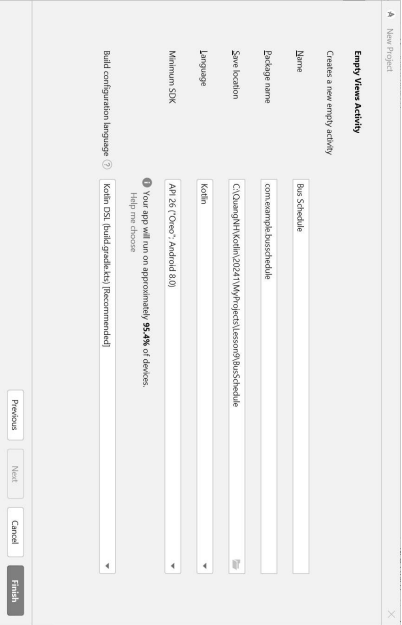 New Project
Empty Views Activity
Creates a new empty activity
Name Bus Schedule
Package name com.example.busschedule
Save location C:\QuangNH\Kotlin\20241\MyProjects\Lesson9\BusSchedule
Language Kotlin
Minimum SDK API 26 ("Oreo"; Android 8.0)
Your app will run on approximately 95.4% of devices.
Help me choose
Build configuration language ? Kotlin DSL (build.gradle.kts) [Recommended]
Previous Next Cancel Finish